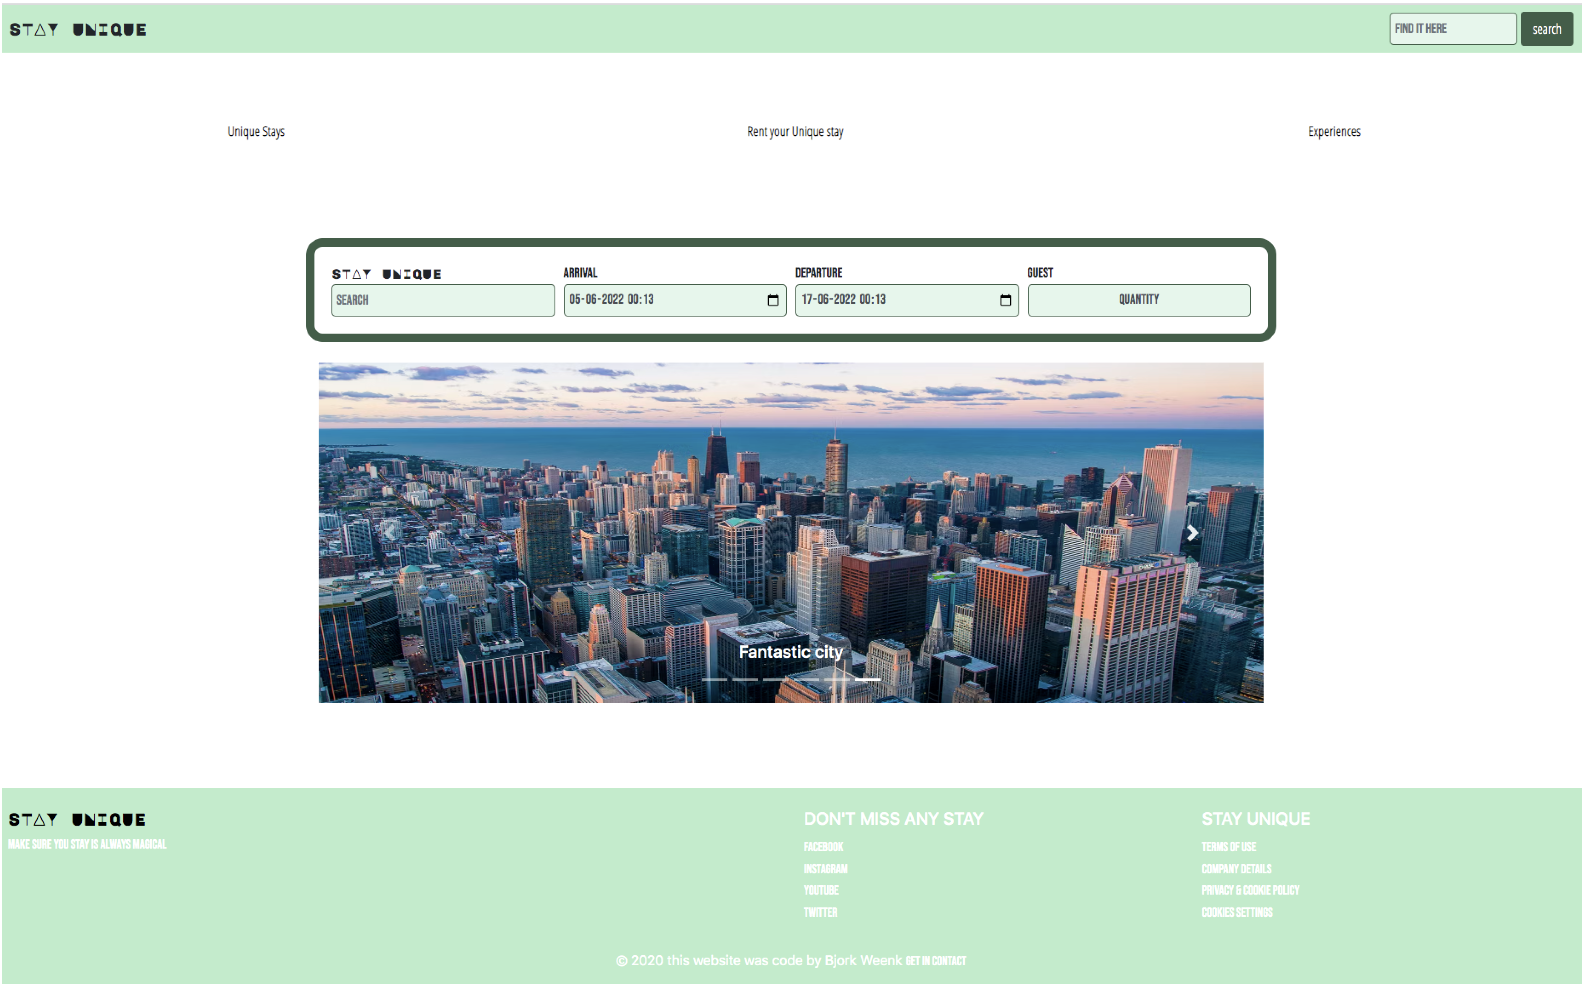 STAY UNIQUE
FIND IT HERE
search
Unique Stays
Rent your Unique stay
Experiences
STAY UNIQUE
ARRIVAL
DEPARTURE
GUEST
SEARCH
05-06-2022 00:13
17-06-2022 00:13
QUANTITY
Fantastic city
STAY UNIQUE
MAKE SURE YOU STAY IS ALWAYS MAGICAL
DON'T MISS ANY STAY
FACEBOOK
INSTAGRAM
YOUTUBE
TWITTER
STAY UNIQUE
TERMS OF USE
COMPANY DETAILS
PRIVACY & COOKIE POLICY
COOKIES SETTINGS
© 2020 this website was code by Bjork Weenk GET IN CONTACT